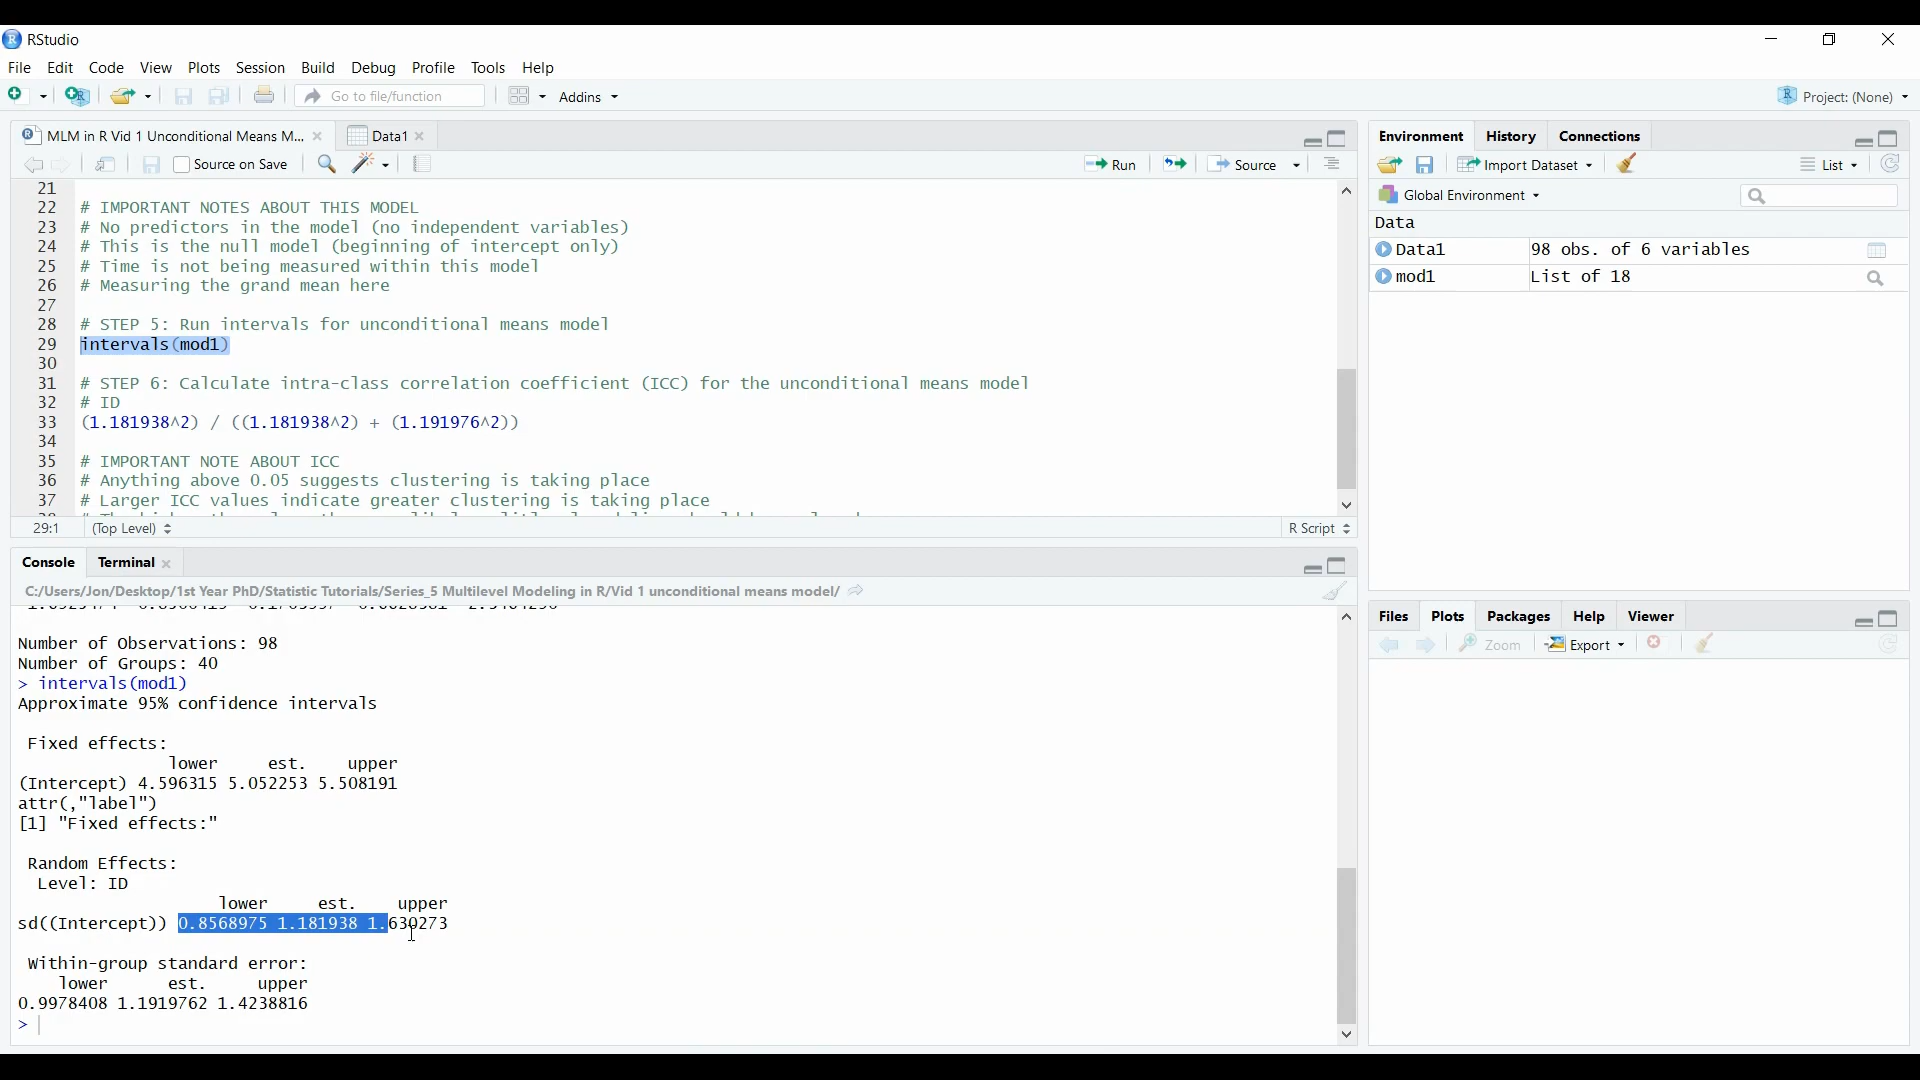 RStudio
File Edit Code View Plots Session Build Debug Profile Tools Help
Go to file/function Addins Project: (None)
MLM in R Vid 1 Unconditional Means M... Data1
Source on Save Run Source
21
22 # IMPORTANT NOTES ABOUT THIS MODEL
23 # No predictors in the model (no independent variables)
24 # This is the null model (beginning of intercept only)
25 # Time is not being measured within this model
26 # Measuring the grand mean here
27
28 # STEP 5: Run intervals for unconditional means model
29 intervals(mod1)
30
31 # STEP 6: Calculate intra-class correlation coefficient (ICC) for the unconditional means model
32 # ID
33 (1.181938^2) / ((1.181938^2) + (1.191976^2))
34
35 # IMPORTANT NOTE ABOUT ICC
36 # Anything above 0.05 suggests clustering is taking place
37 # Larger ICC values indicate greater clustering is taking place
29:1 (Top Level) R Script
Console Terminal
C:/Users/Jon/Desktop/1st Year PhD/Statistic Tutorials/Series_5 Multilevel Modeling in R/Vid 1 unconditional means model/
Number of Observations: 98
Number of Groups: 40
> intervals(mod1)
Approximate 95% confidence intervals
Fixed effects:
lower est. upper
(Intercept) 4.596315 5.052253 5.508191
attr(,"label")
[1] "Fixed effects:"
Random Effects:
Level: ID
lower est. upper
sd((Intercept)) 0.8568975 1.181938 1.630273
Within-group standard error:
lower est. upper
0.9978408 1.1919762 1.4238816
>
Environment History Connections
Import Dataset List
Global Environment
Data
Data1 98 obs. of 6 variables
mod1 List of 18
Files Plots Packages Help Viewer
Zoom Export